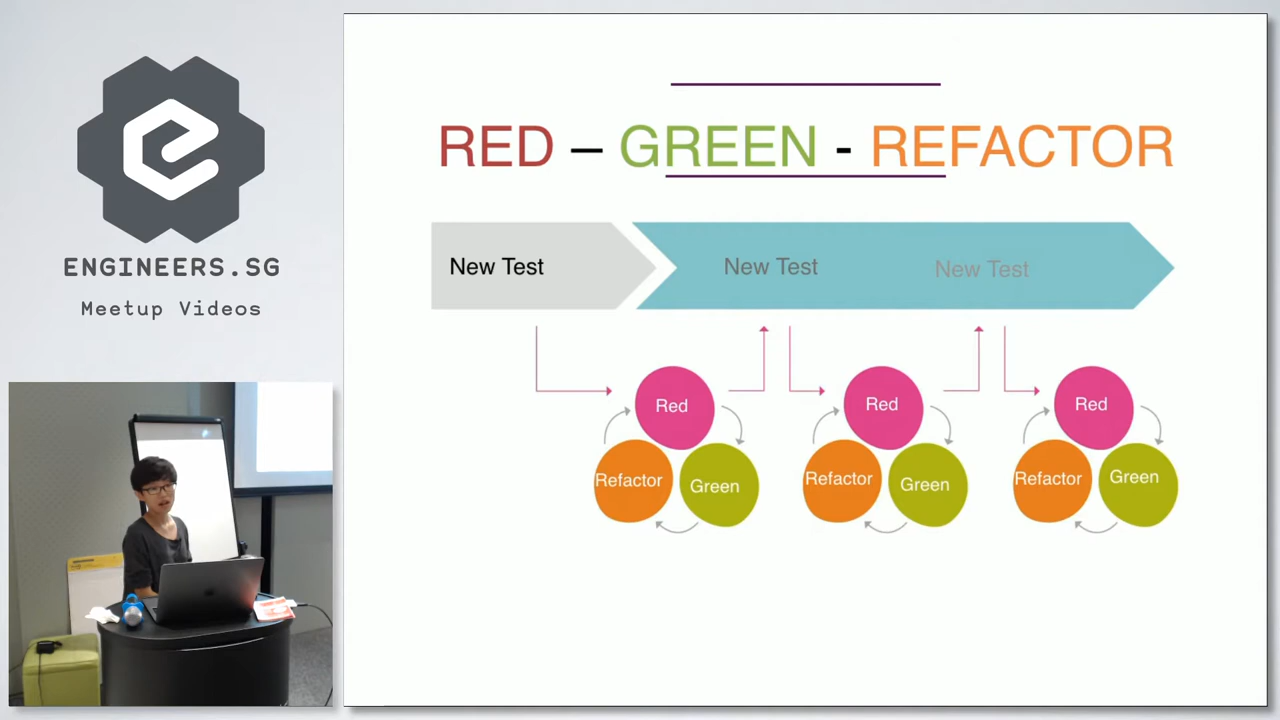 ENGINEERS.SG
Meetup Videos
RED – GREEN - REFACTOR
New Test
New Test
New Test
Red
Refactor
Green
Red
Refactor
Green
Red
Refactor
Green